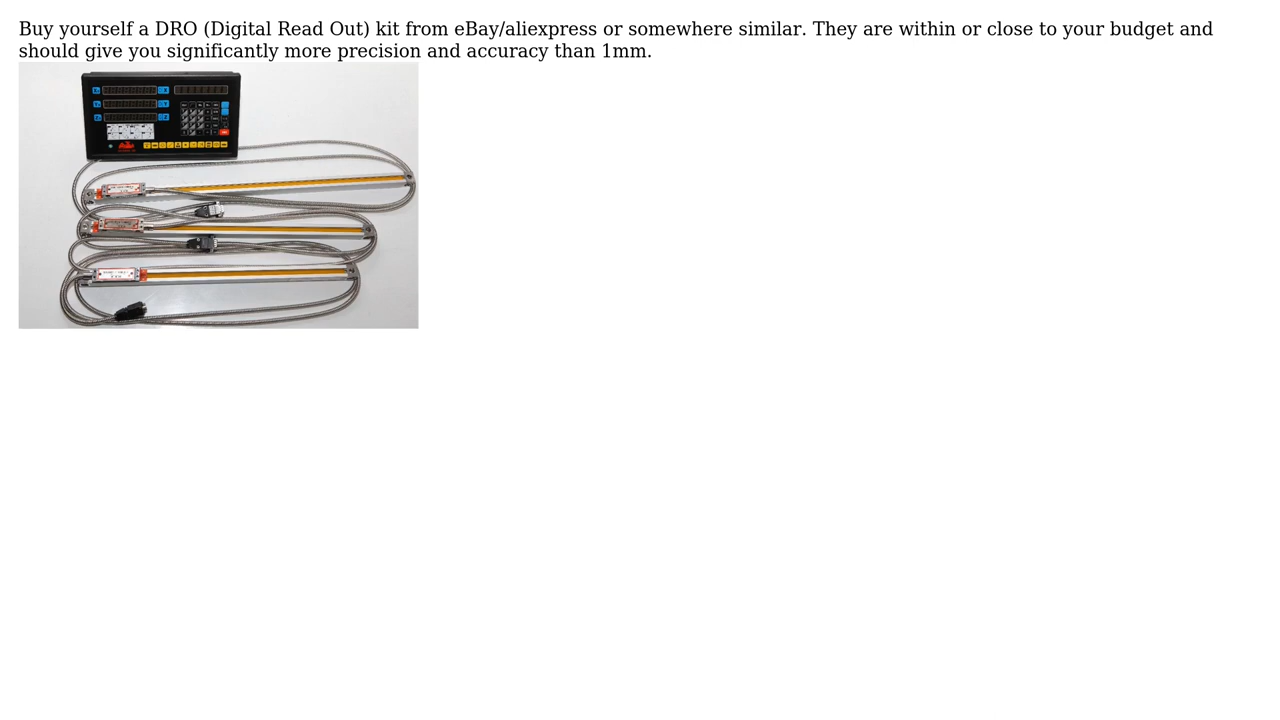 Buy yourself a DRO (Digital Read Out) kit from eBay/aliexpress or somewhere similar. They are within or close to your budget and
should give you significantly more precision and accuracy than 1mm.